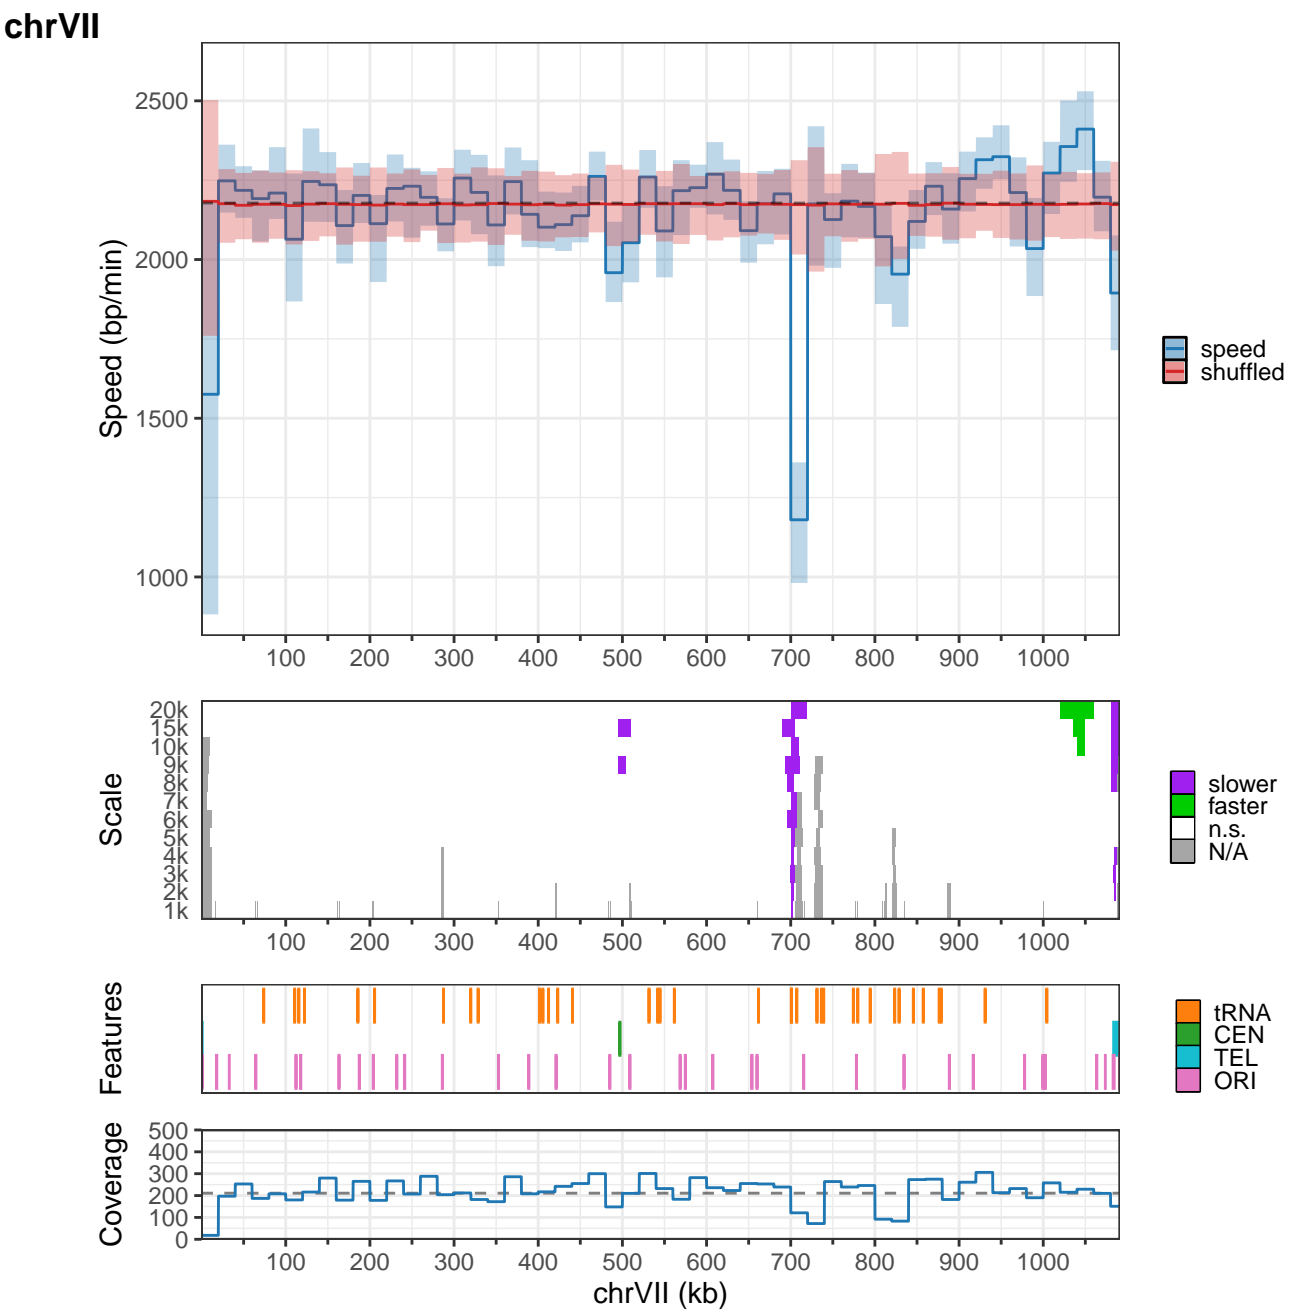 chrVII
Speed (bp/min)
2500
2000
1500
1000
100 200 300 400 500 600 700 800 900 1000
speed
shuffled
Scale
20k
15k
10k
9k
8k
7k
6k
5k
4k
3k
2k
1k
100 200 300 400 500 600 700 800 900 1000
slower
faster
n.s.
N/A
Features
tRNA
CEN
TEL
ORI
Coverage
500
400
300
200
100
0
100 200 300 400 500 600 700 800 900 1000
chrVII (kb)